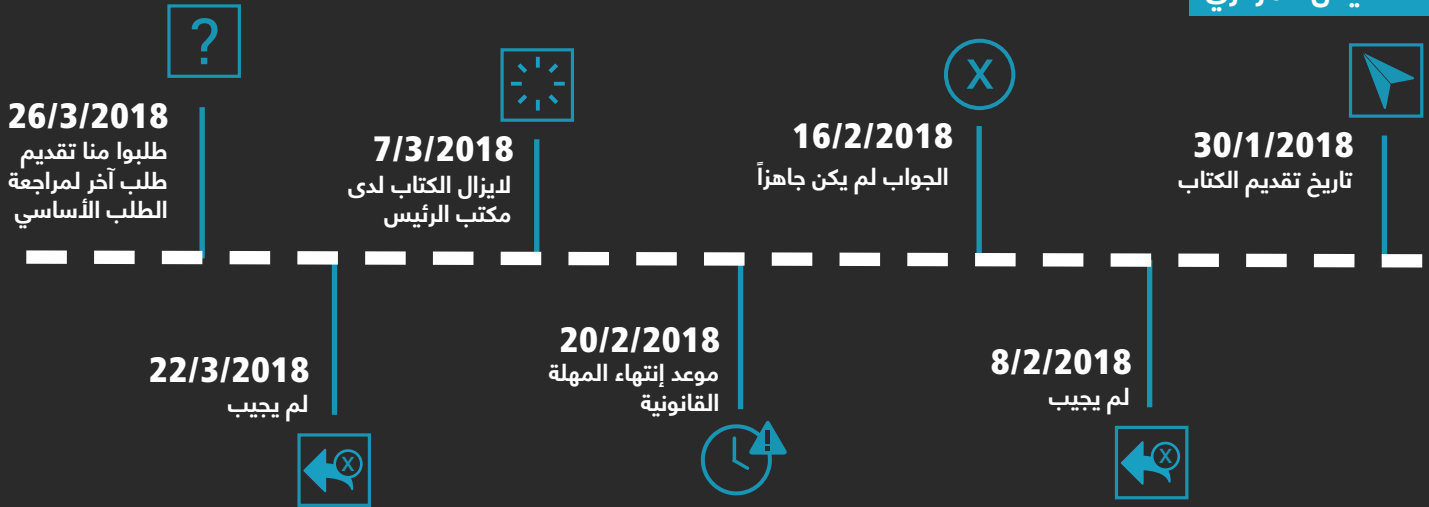 30/1/2018
تاريخ تقديم الكتاب
8/2/2018
لم يجيب
16/2/2018
الجواب لم يكن جاهزاً
20/2/2018
موعد إنتهاء المهلة
القانونية
7/3/2018
لايزال الكتاب لدى
مكتب الرئيس
22/3/2018
لم يجيب
26/3/2018
طلبوا منا تقديم
طلب آخر لمراجعة
الطلب الأساسي
?
X
X
X